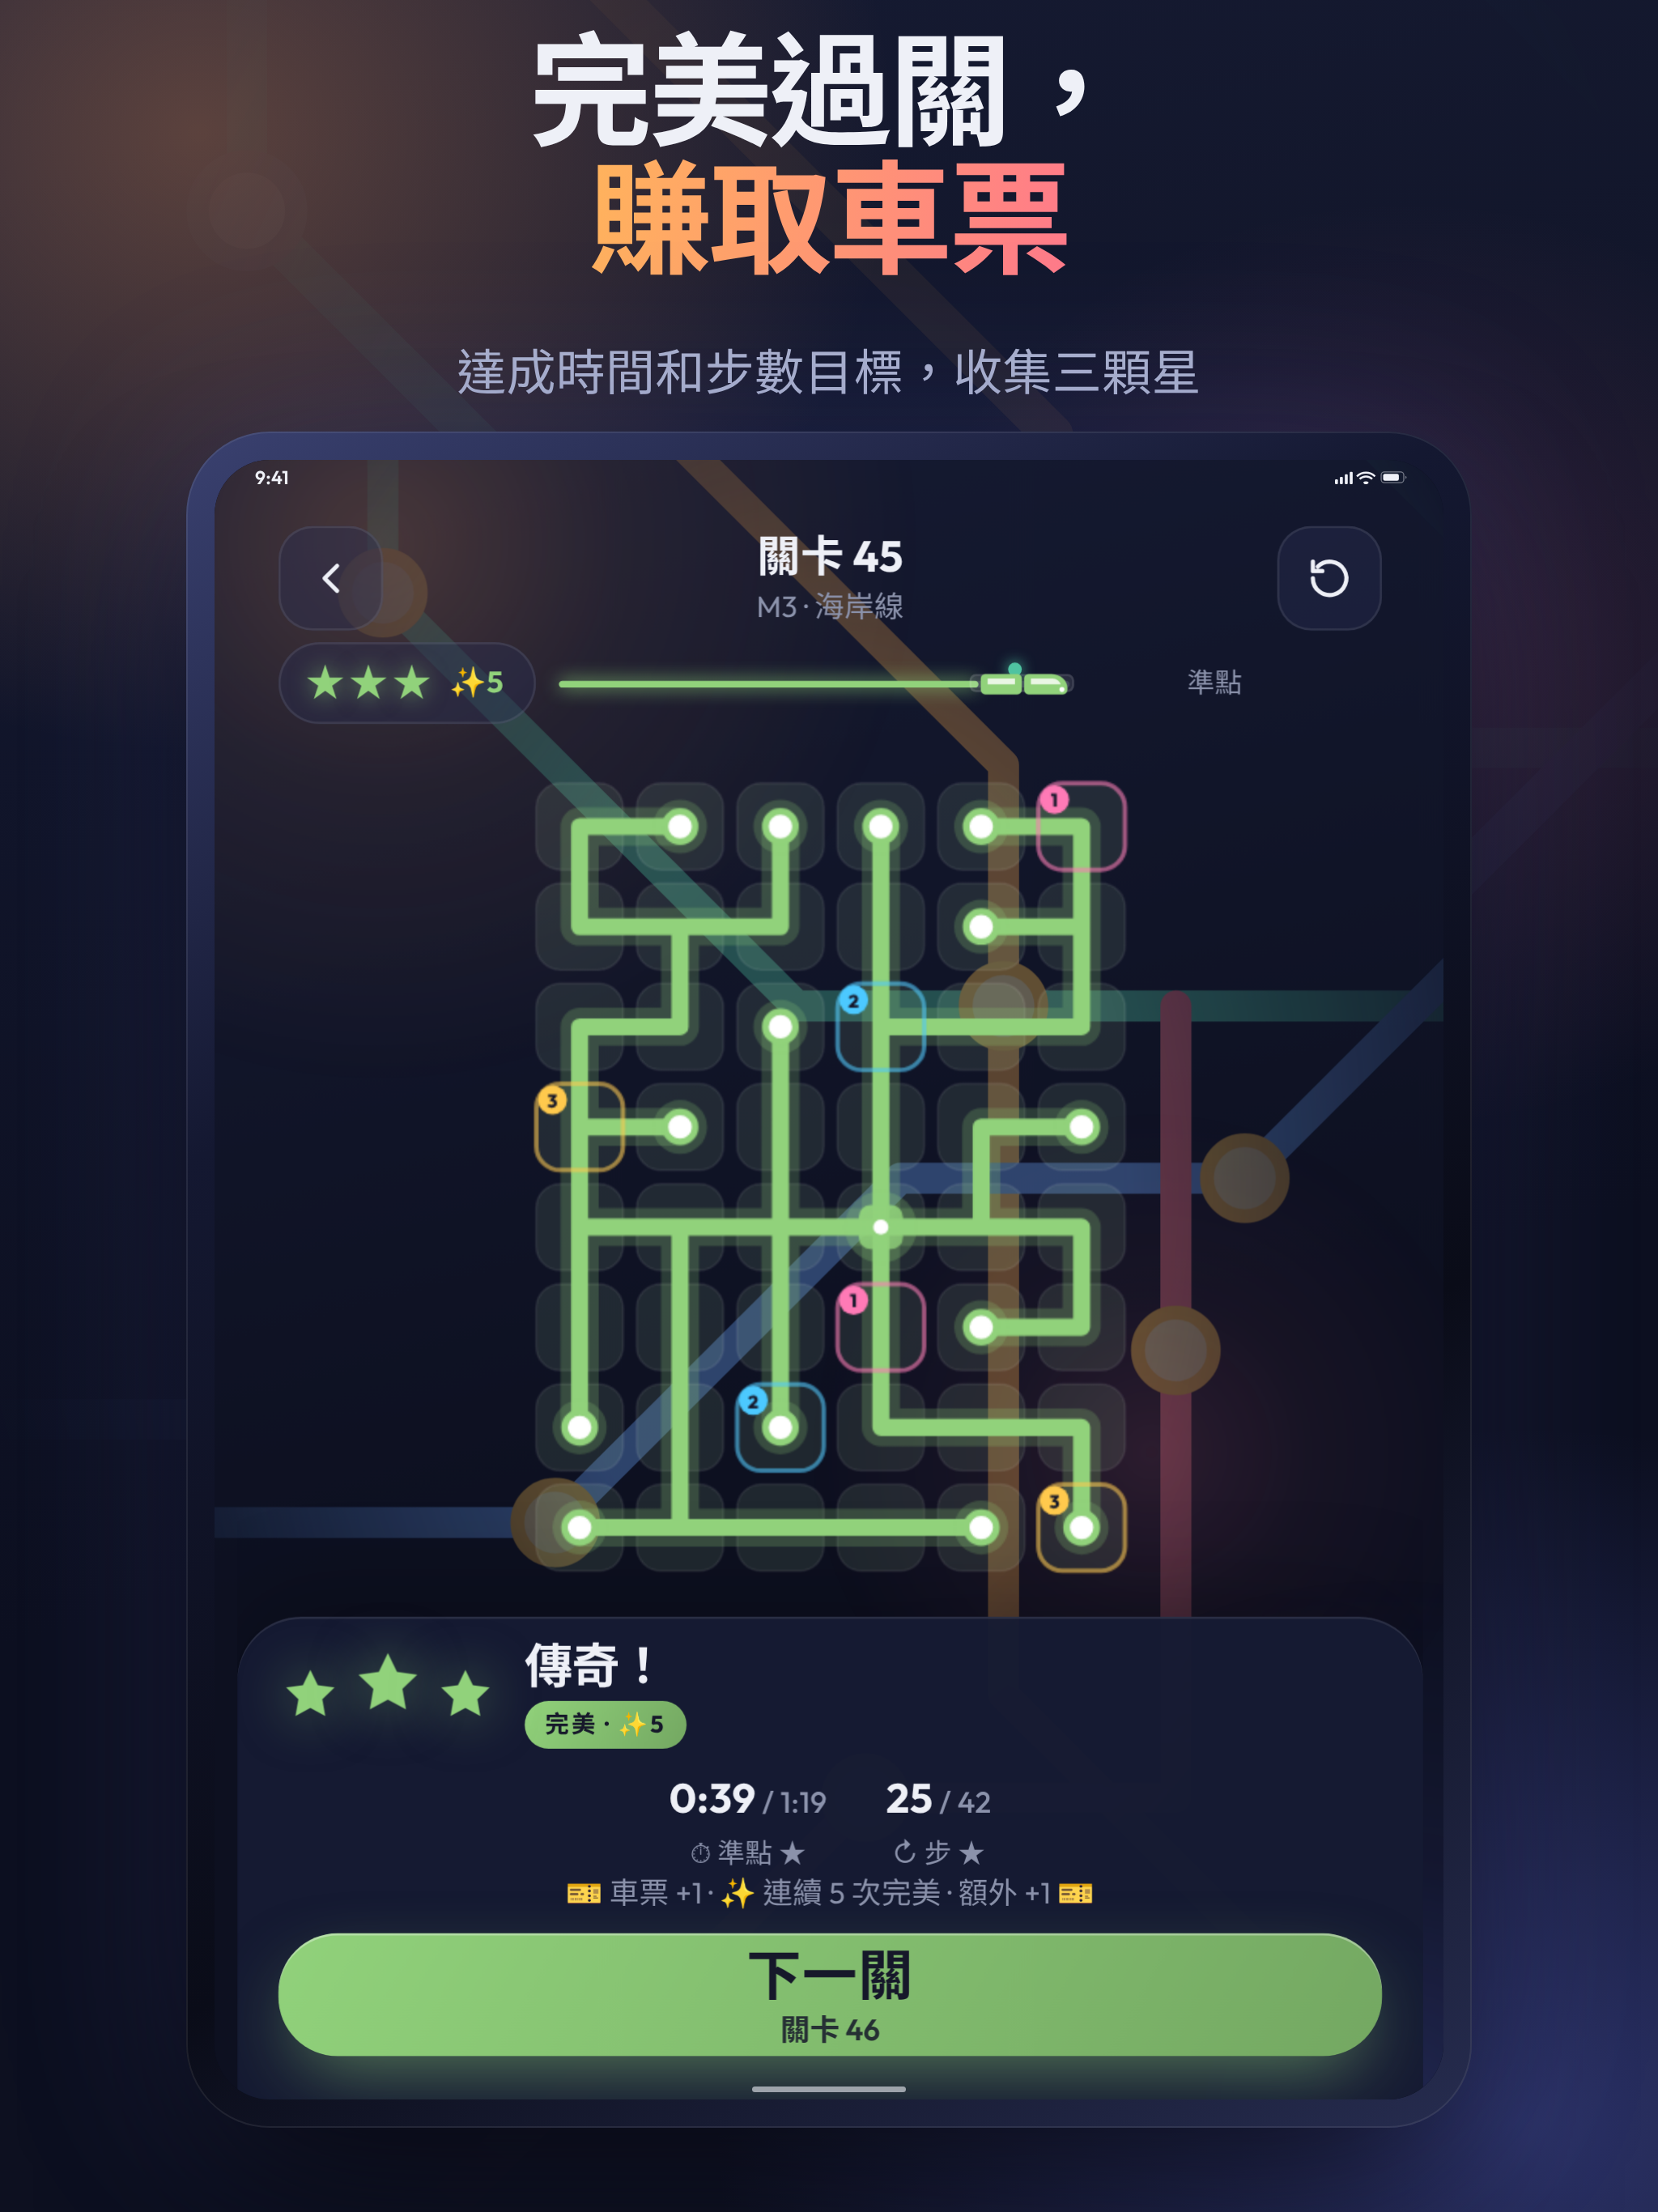 完美過關，
賺取車票
達成時間和步數目標，收集三顆星
9:41
關卡 45
M3·海岸線
★★★ ✨5
準點
1
2
3
1
2
3
傳奇！
完美·✨5
0:39 / 1:19
25 / 42
⏱ 準點 ★
↻ 步 ★
🎫 車票 +1·✨ 連續 5 次完美·額外 +1 🎫
下一關
關卡 46